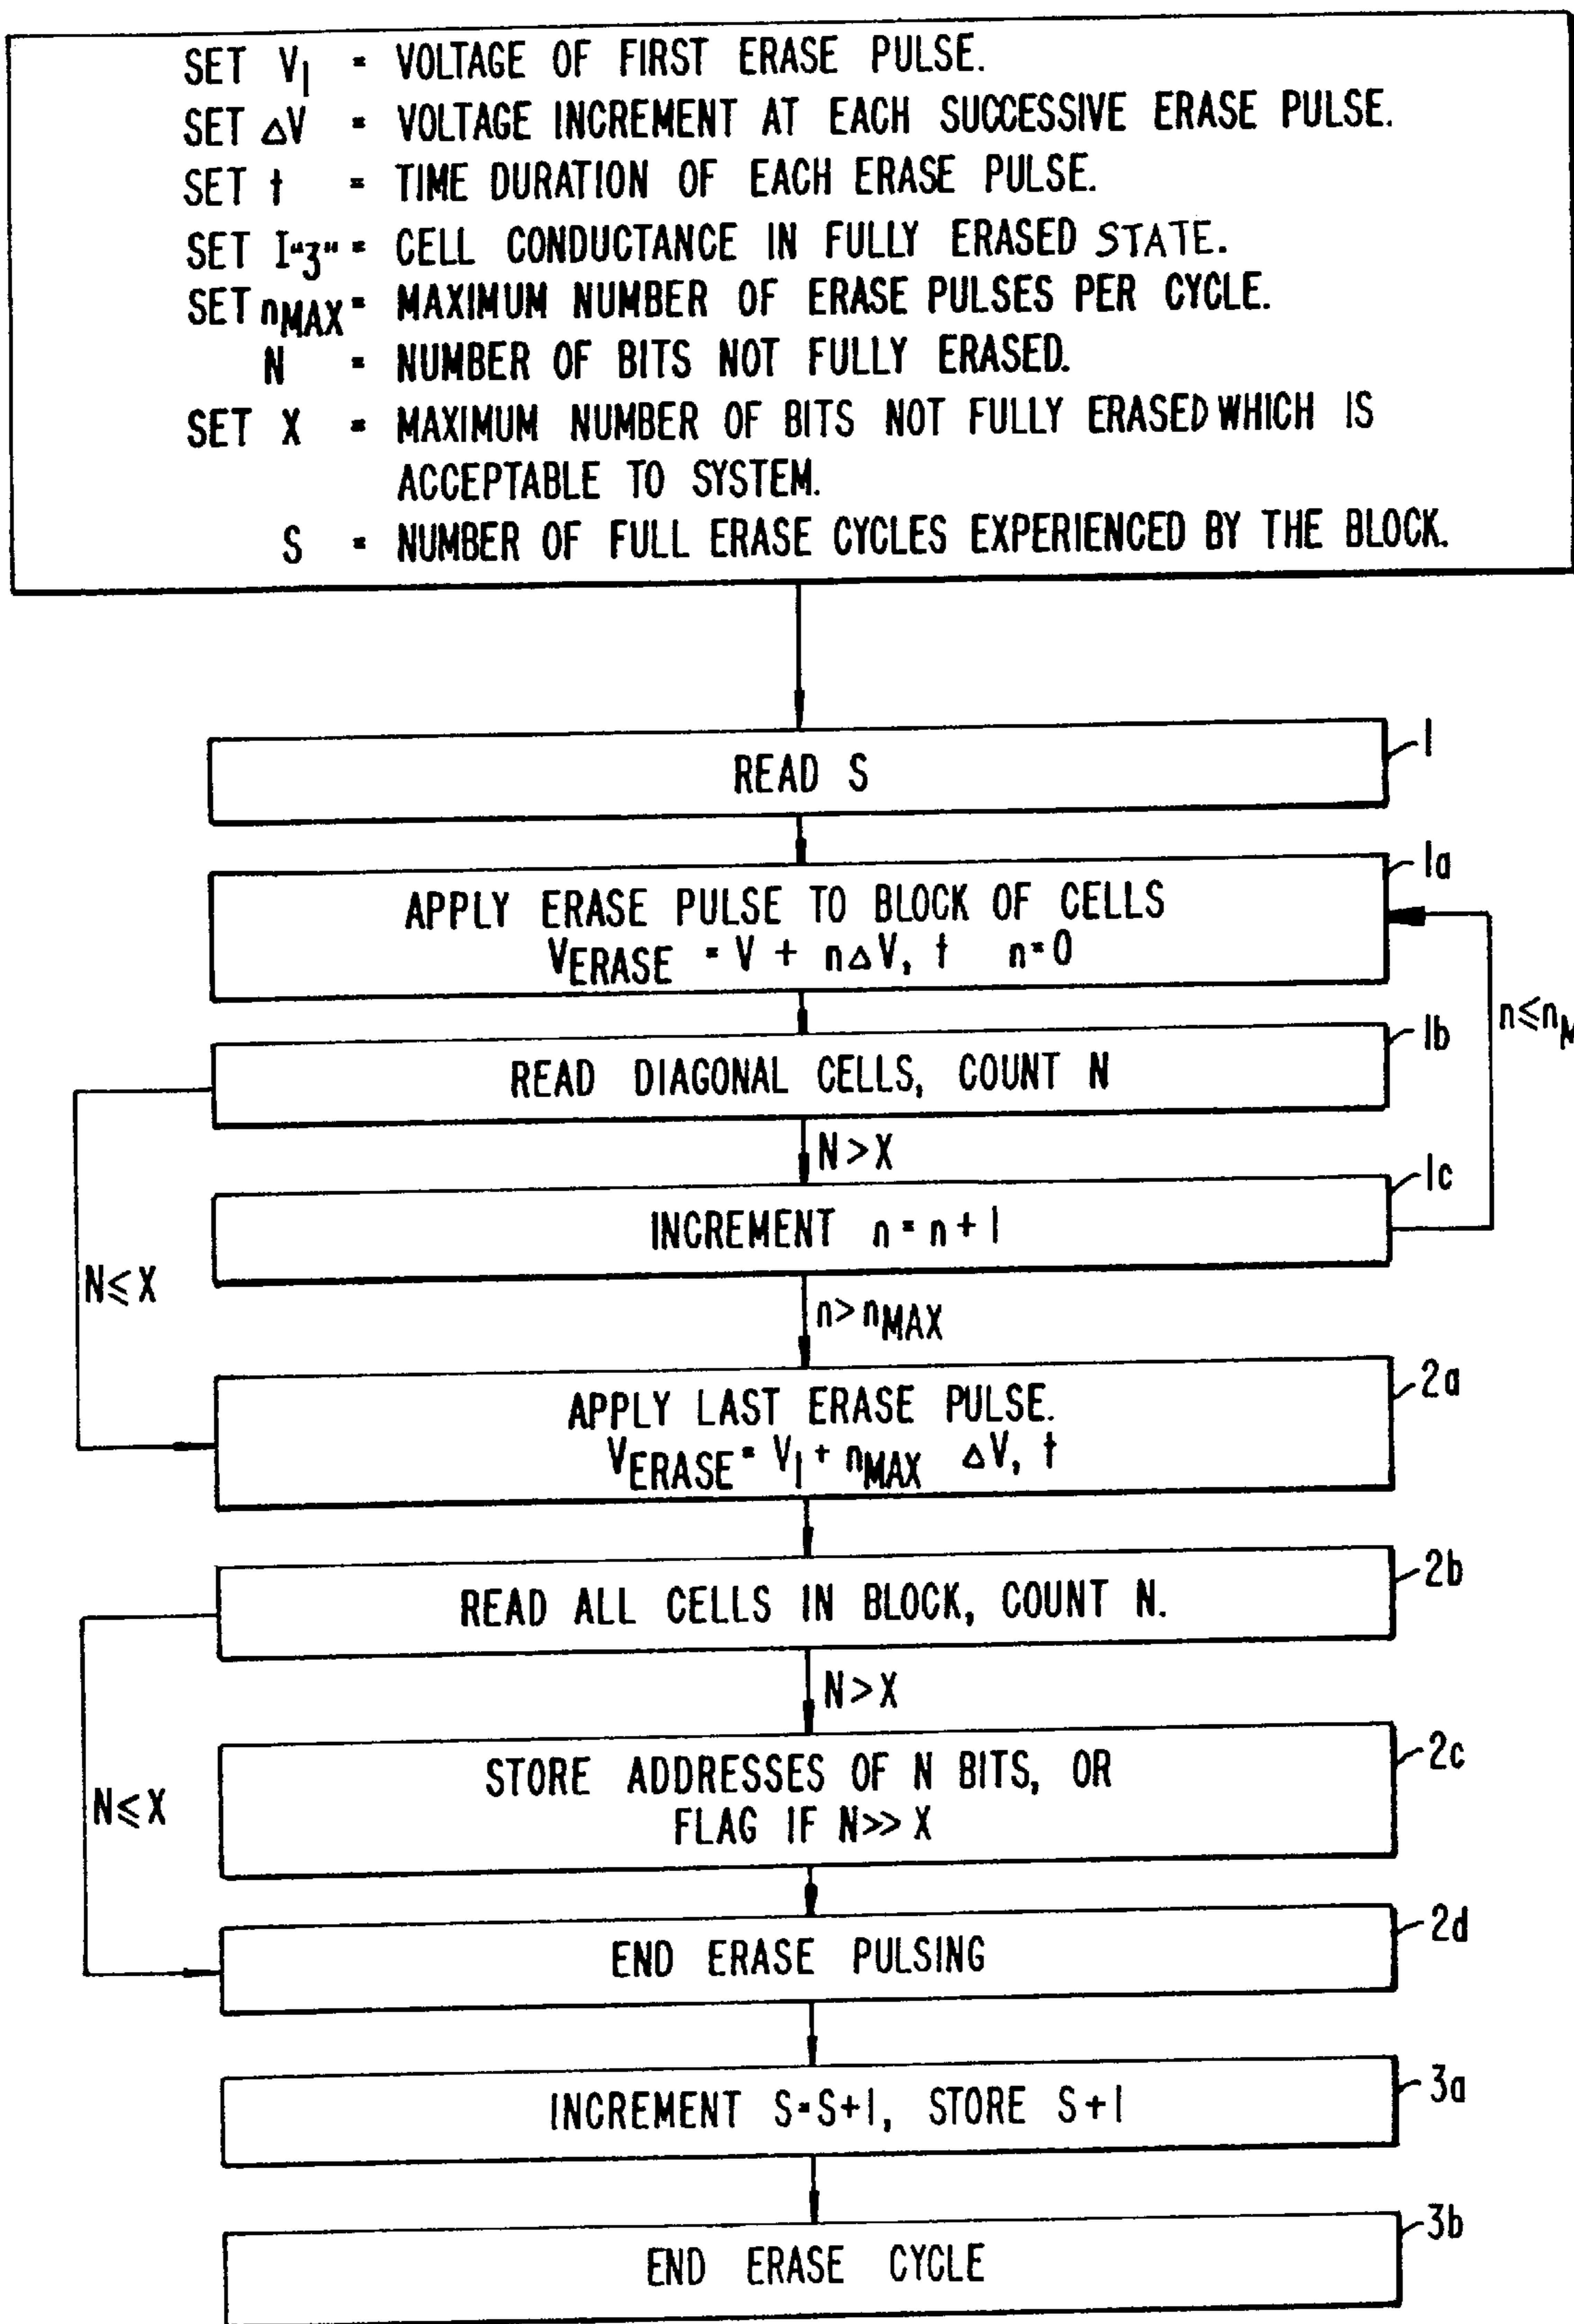 SET V1 = VOLTAGE OF FIRST ERASE PULSE.
SET ΔV = VOLTAGE INCREMENT AT EACH SUCCESSIVE ERASE PULSE.
SET t = TIME DURATION OF EACH ERASE PULSE.
SET I"3" = CELL CONDUCTANCE IN FULLY ERASED STATE.
SET nMAX = MAXIMUM NUMBER OF ERASE PULSES PER CYCLE.
N = NUMBER OF BITS NOT FULLY ERASED.
SET X = MAXIMUM NUMBER OF BITS NOT FULLY ERASED WHICH IS
ACCEPTABLE TO SYSTEM.
S = NUMBER OF FULL ERASE CYCLES EXPERIENCED BY THE BLOCK.
1
READ S
1a
APPLY ERASE PULSE TO BLOCK OF CELLS
VERASE = V + nΔV, t n=0
n≤nM
1b
READ DIAGONAL CELLS, COUNT N
N>X
1c
INCREMENT n=n+1
N≤X
n>nMAX
2a
APPLY LAST ERASE PULSE.
VERASE = V1 + nMAX ΔV, t
2b
READ ALL CELLS IN BLOCK, COUNT N.
N>X
2c
STORE ADDRESSES OF N BITS, OR
FLAG IF N>>X
N≤X
2d
END ERASE PULSING
3a
INCREMENT S=S+1, STORE S+1
3b
END ERASE CYCLE